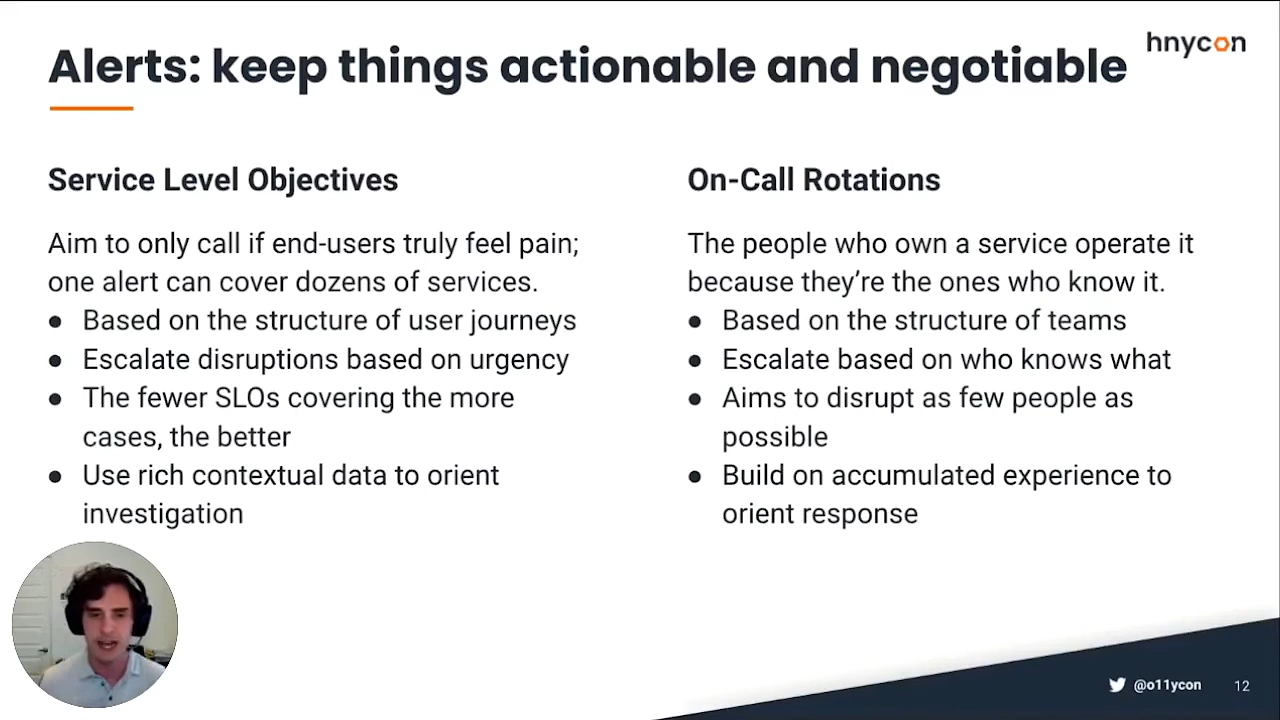 Alerts: keep things actionable and negotiable
hnycon
Service Level Objectives
Aim to only call if end-users truly feel pain;
one alert can cover dozens of services.
● Based on the structure of user journeys
● Escalate disruptions based on urgency
● The fewer SLOs covering the more
cases, the better
● Use rich contextual data to orient
investigation
On-Call Rotations
The people who own a service operate it
because they’re the ones who know it.
● Based on the structure of teams
● Escalate based on who knows what
● Aims to disrupt as few people as
possible
● Build on accumulated experience to
orient response
@o11ycon
12